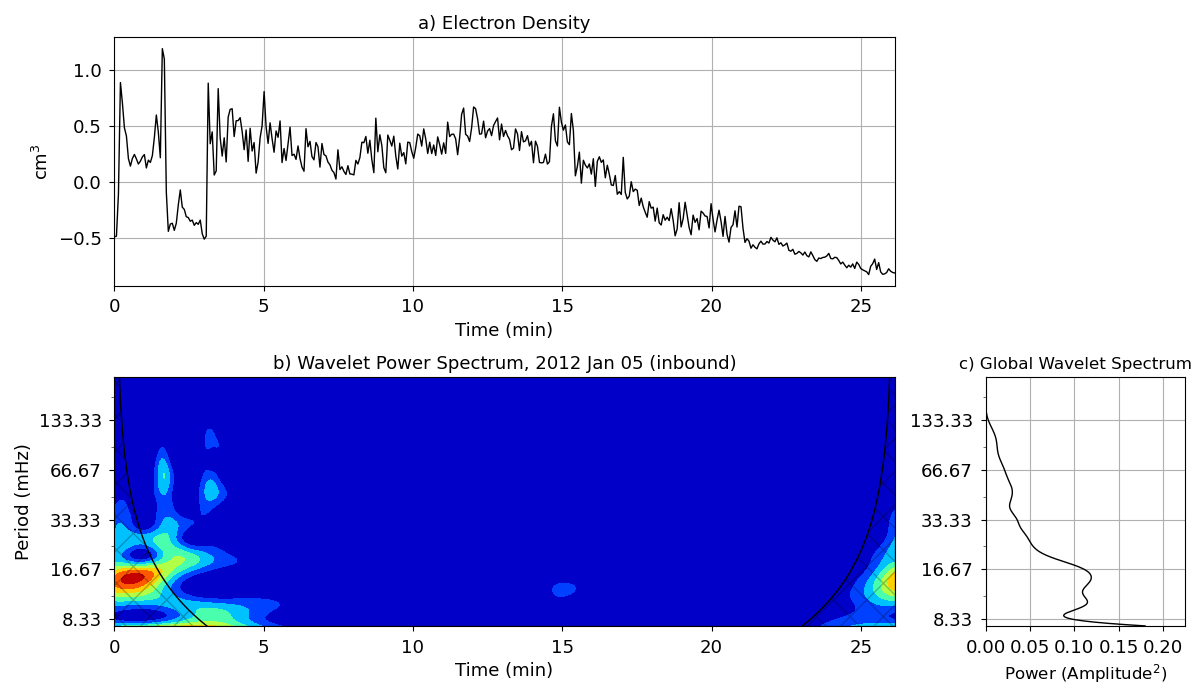 a) Electron Density
1.0
0.5
0.0
−0.5
cm³
0 5 10 15 20 25
Time (min)
b) Wavelet Power Spectrum, 2012 Jan 05 (inbound)
133.33
66.67
33.33
16.67
8.33
Period (mHz)
0 5 10 15 20 25
Time (min)
c) Global Wavelet Spectrum
133.33
66.67
33.33
16.67
8.33
0.00 0.05 0.10 0.15 0.20
Power (Amplitude²)